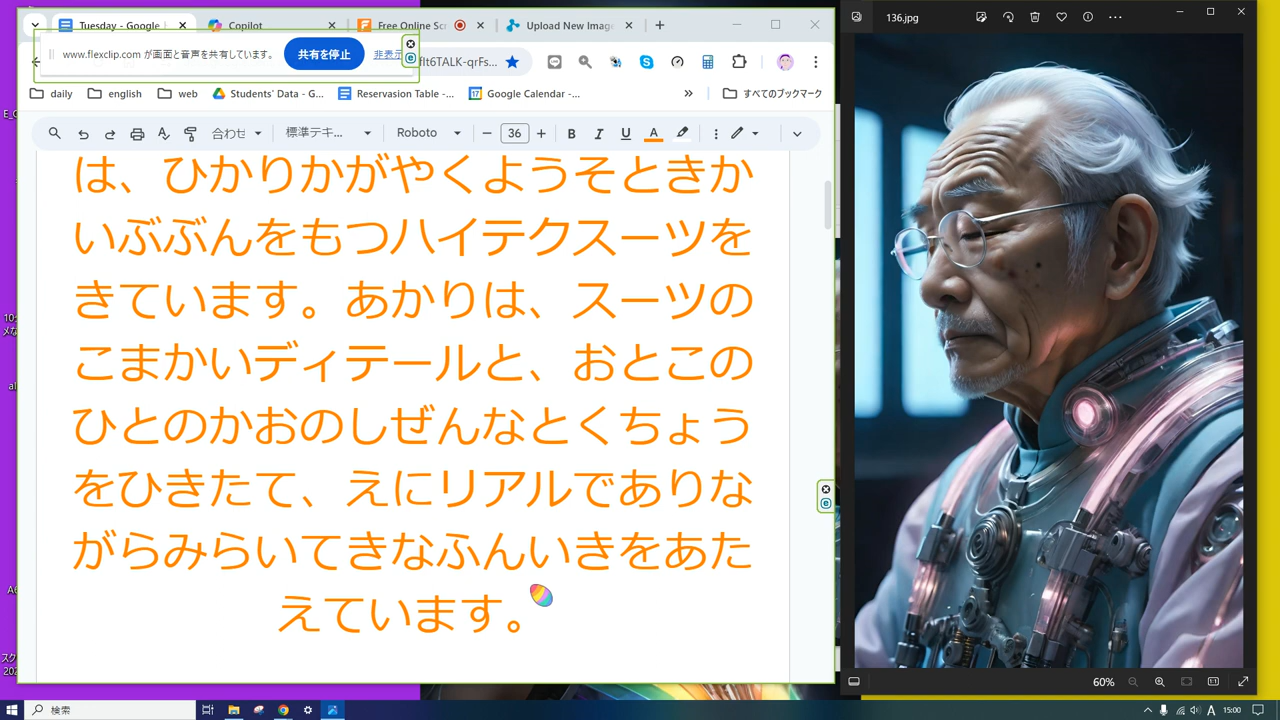 Tuesday - Google
Copilot
Free Online Scr
Upload New Image
www.flexclip.com が画面と音声を共有しています。
共有を停止
非表示
fIt6TALK-qrFs...
daily
english
web
Students' Data - G...
Reservasion Table -...
Google Calendar -...
すべてのブックマーク
標準テキ...
Roboto
36
は、ひかりかがやくようそときか
いぶぶんをもつハイテクスーツを
きています。あかりは、スーツの
こまかいディテールと、おとこの
ひとのかおのしぜんなとくちょう
をひきたて、えにリアルでありな
がらみらいてきなふんいきをあた
えています。
136.jpg
60%
検索
A
15:00